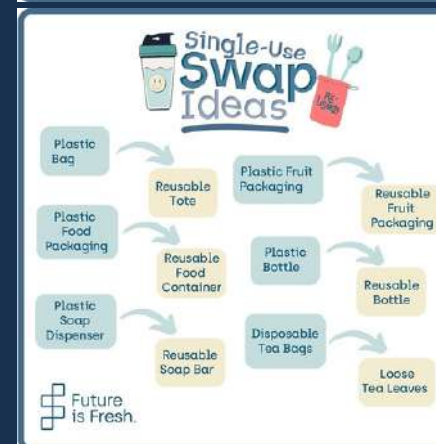 Single-Use
Swap
Ideas
Plastic
Bag
Reusable
Tote
Plastic
Food
Packaging
Reusable
Food
Container
Plastic
Soap
Dispenser
Reusable
Soap Bar
Plastic Fruit
Packaging
Reusable
Fruit
Packaging
Plastic
Bottle
Reusable
Bottle
Disposable
Tea Bags
Loose
Tea Leaves
Future
is Fresh.